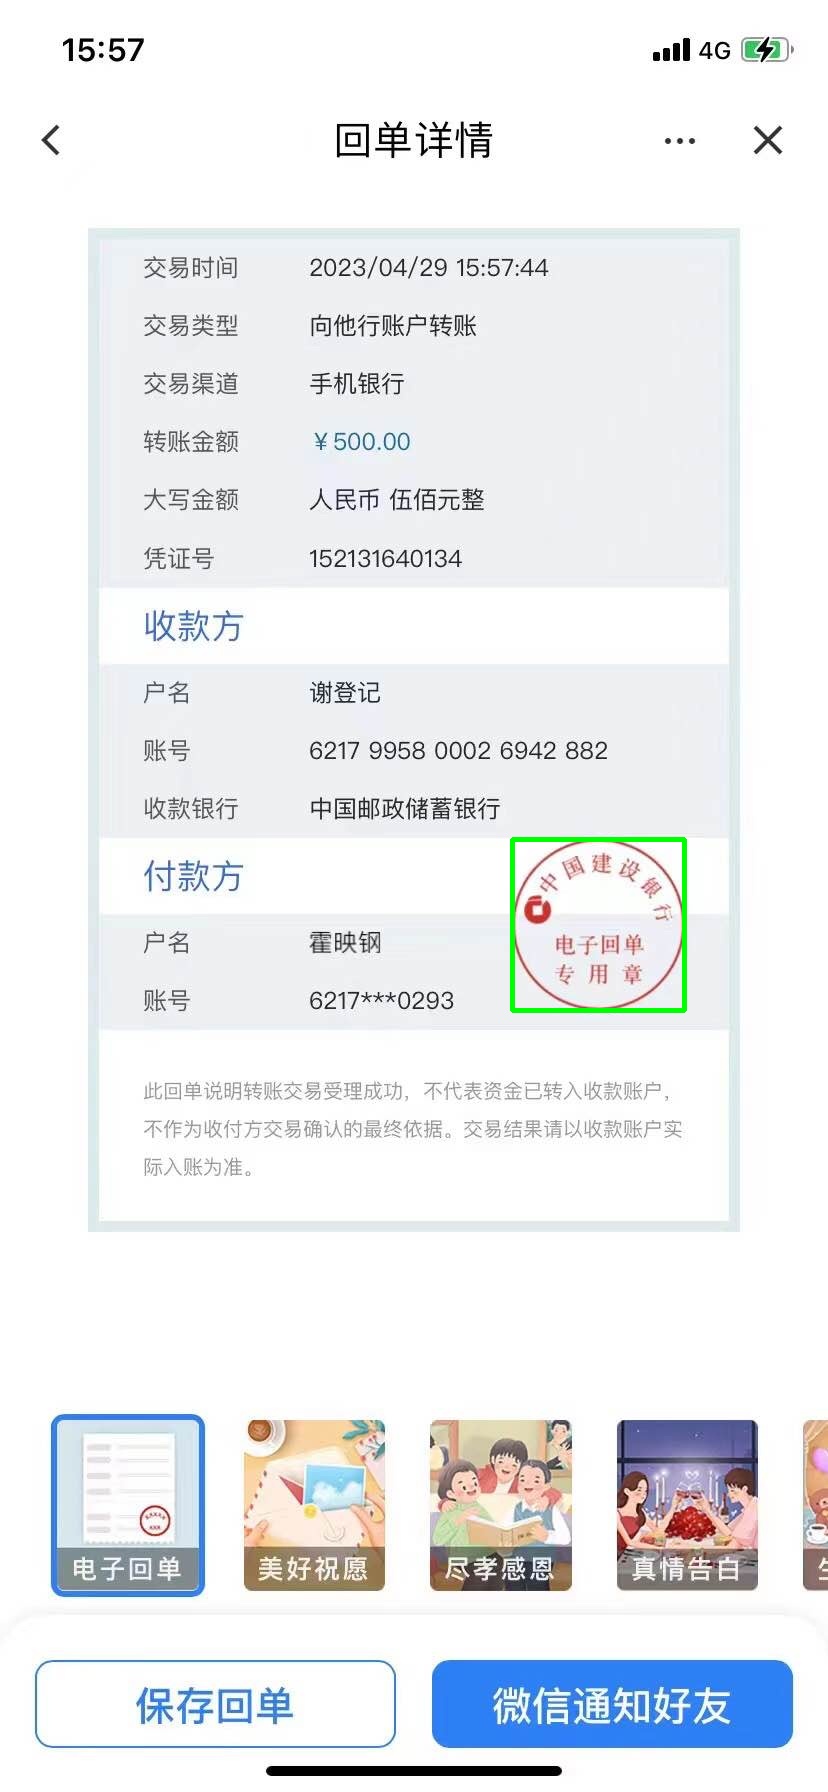 15:57
4G
回单详情
交易时间 2023/04/29 15:57:44
交易类型 向他行账户转账
交易渠道 手机银行
转账金额 ¥500.00
大写金额 人民币 伍佰元整
凭证号 152131640134
收款方
户名 谢登记
账号 6217 9958 0002 6942 882
收款银行 中国邮政储蓄银行
付款方
中国建设银行
电子回单
专用章
户名 霍映钢
账号 6217***0293
此回单说明转账交易受理成功，不代表资金已转入收款账户，
不作为收付方交易确认的最终依据。交易结果请以收款账户实
际入账为准。
电子回单
美好祝愿
尽孝感恩
真情告白
保存回单
微信通知好友